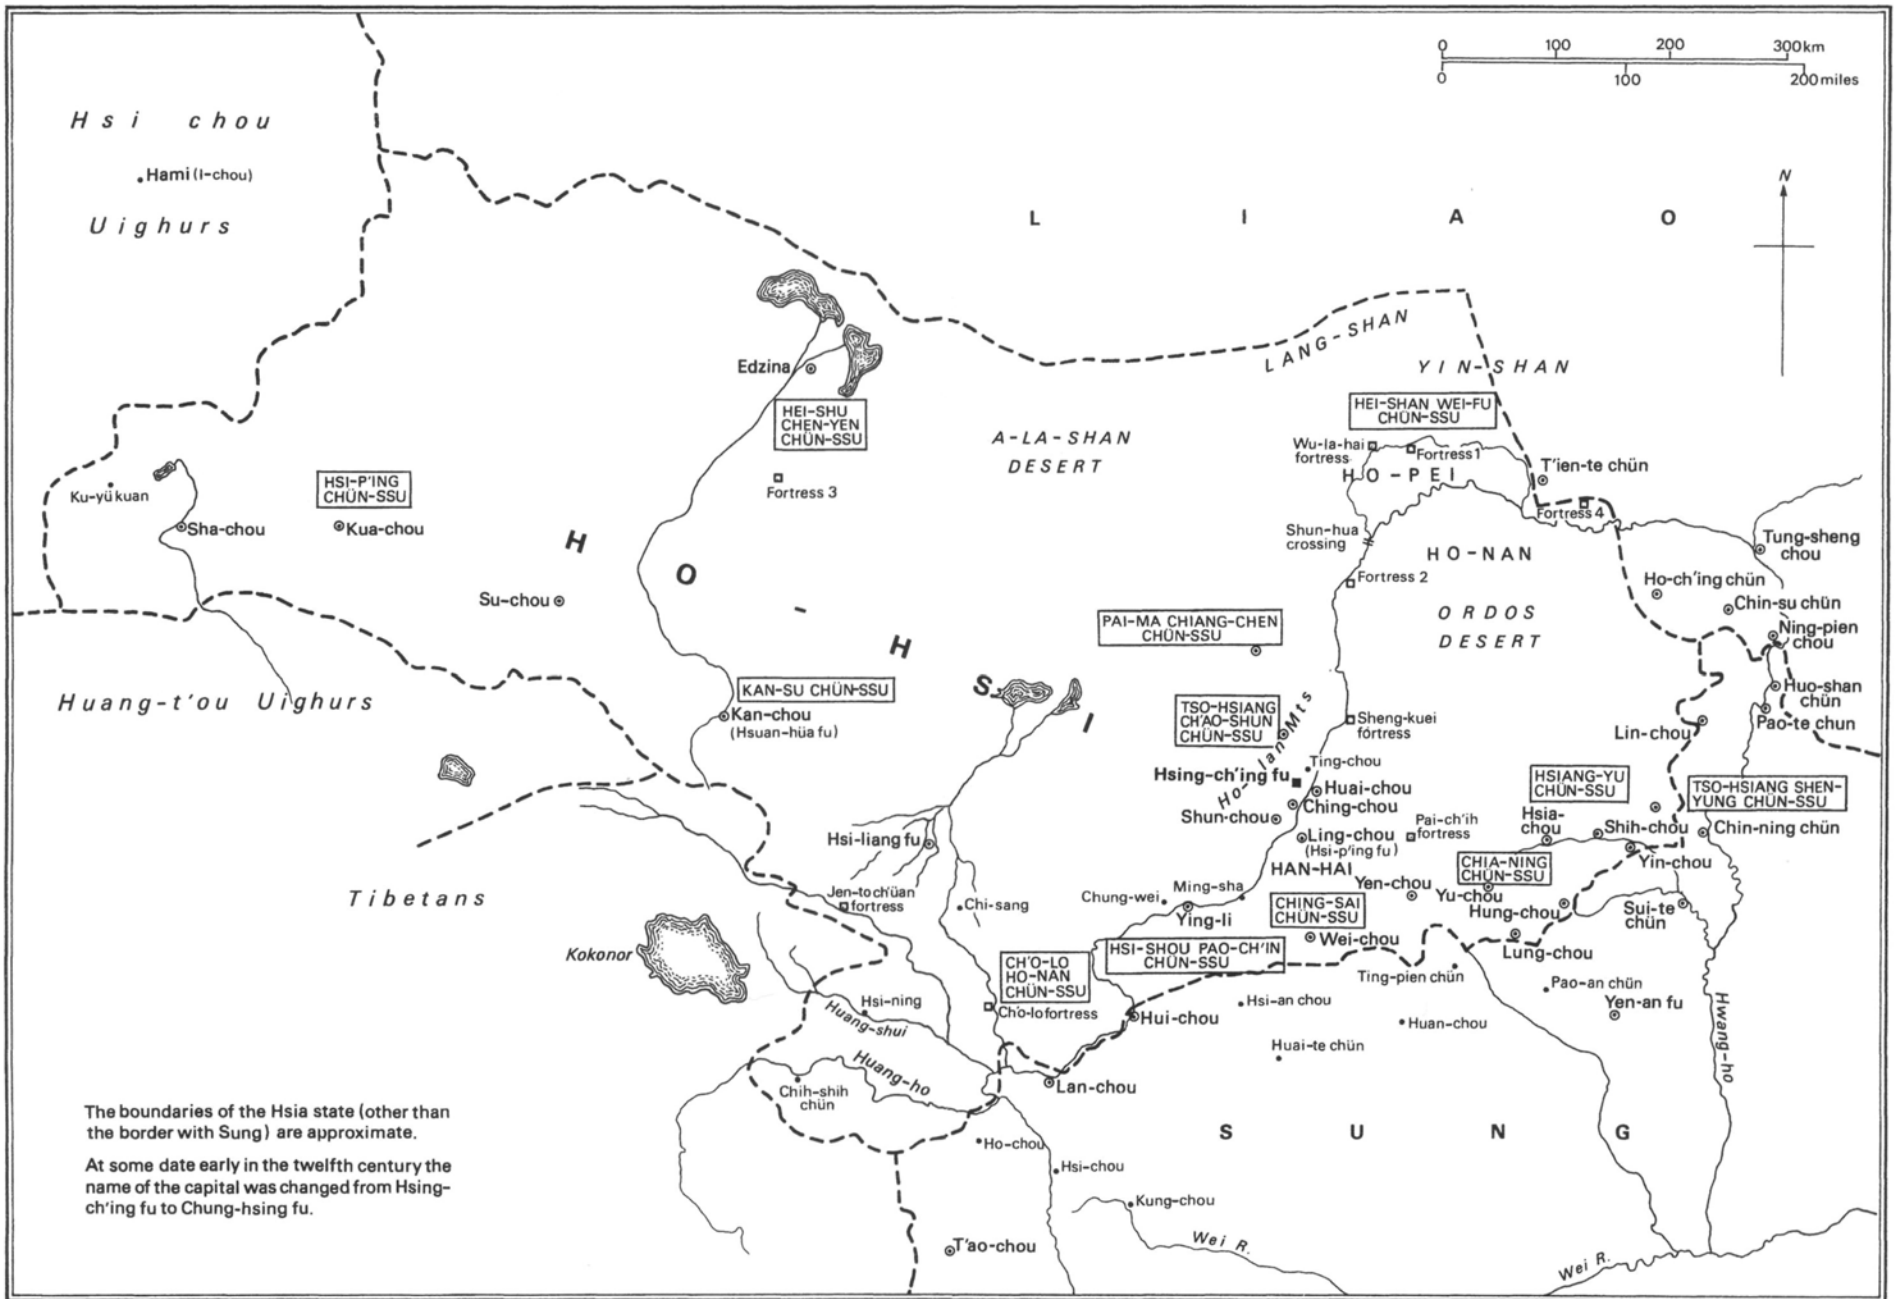 0 100 200 300km
0 100 200 miles
Hsi chou
Hami (I-chou)
Uighurs
N
L I A O
LANG-SHAN
YIN-SHAN
Edzina
HEI-SHU
CHEN-YEN
CHÜN-SSU
Fortress 3
A-LA-SHAN
DESERT
HEI-SHAN WEI-FU
CHÜN-SSU
Wu-la-hai
fortress
Fortress 1
HO-PEI
T'ien-te chün
Fortress 4
Ku-yü kuan
HSI-P'ING
CHÜN-SSU
Sha-chou
Kua-chou
Su-chou
H O - H S I
Shun-hua
crossing
HO-NAN
Fortress 2
ORDOS
DESERT
Tung-sheng
chou
Ho-ch'ing chün
Chin-su chün
Ning-pien
chou
Huo-shan
chün
Pao-te chun
Lin-chou
PAI-MA CHIANG-CHEN
CHÜN-SSU
Huang-t'ou Uighurs
KAN-SU CHÜN-SSU
Kan-chou
(Hsuan-hüa fu)
TSO-HSIANG
CH'AO-SHUN
CHÜN-SSU
Ho-lan Mts
Sheng-kuei
fórtress
Ting-chou
Hsing-ch'ing fu
Huai-chou
Ching-chou
Shun-chou
Ling-chou
(Hsi-p'ing fu)
Pai-ch'ih
fortress
HAN-HAI
HSIANG-YU
CHÜN-SSU
TSO-HSIANG SHEN-
YUNG CHÜN-SSU
Hsia-
chou
Shih-chou
Chin-ning chün
Yin-chou
CHIA-NING
CHÜN-SSU
Yen-chou
Yu-chou
Hung-chou
Sui-te
chün
Lung-chou
Hsi-liang fu
Jen-to ch'üan
fortress
Chi-sang
Chung-wei
Ming-sha
Ying-li
CHING-SAI
CHÜN-SSU
Wei-chou
HSI-SHOU PAO-CH'IN
CHÜN-SSU
Tibetans
Kokonor
CH'O-LO
HO-NAN
CHÜN-SSU
Ch'o-lo fortress
Hsi-ning
Huang-shui
Huang-ho
Chih-shih
chün
Hui-chou
Lan-chou
Hsi-an chou
Huai-te chün
Huan-chou
Ting-pien chün
Pao-an chün
Yen-an fu
Hwang-ho
S U N G
Ho-chou
Hsi-chou
Kung-chou
T'ao-chou
Wei R.
Wei R.
The boundaries of the Hsia state (other than
the border with Sung) are approximate.
At some date early in the twelfth century the
name of the capital was changed from Hsing-
ch'ing fu to Chung-hsing fu.